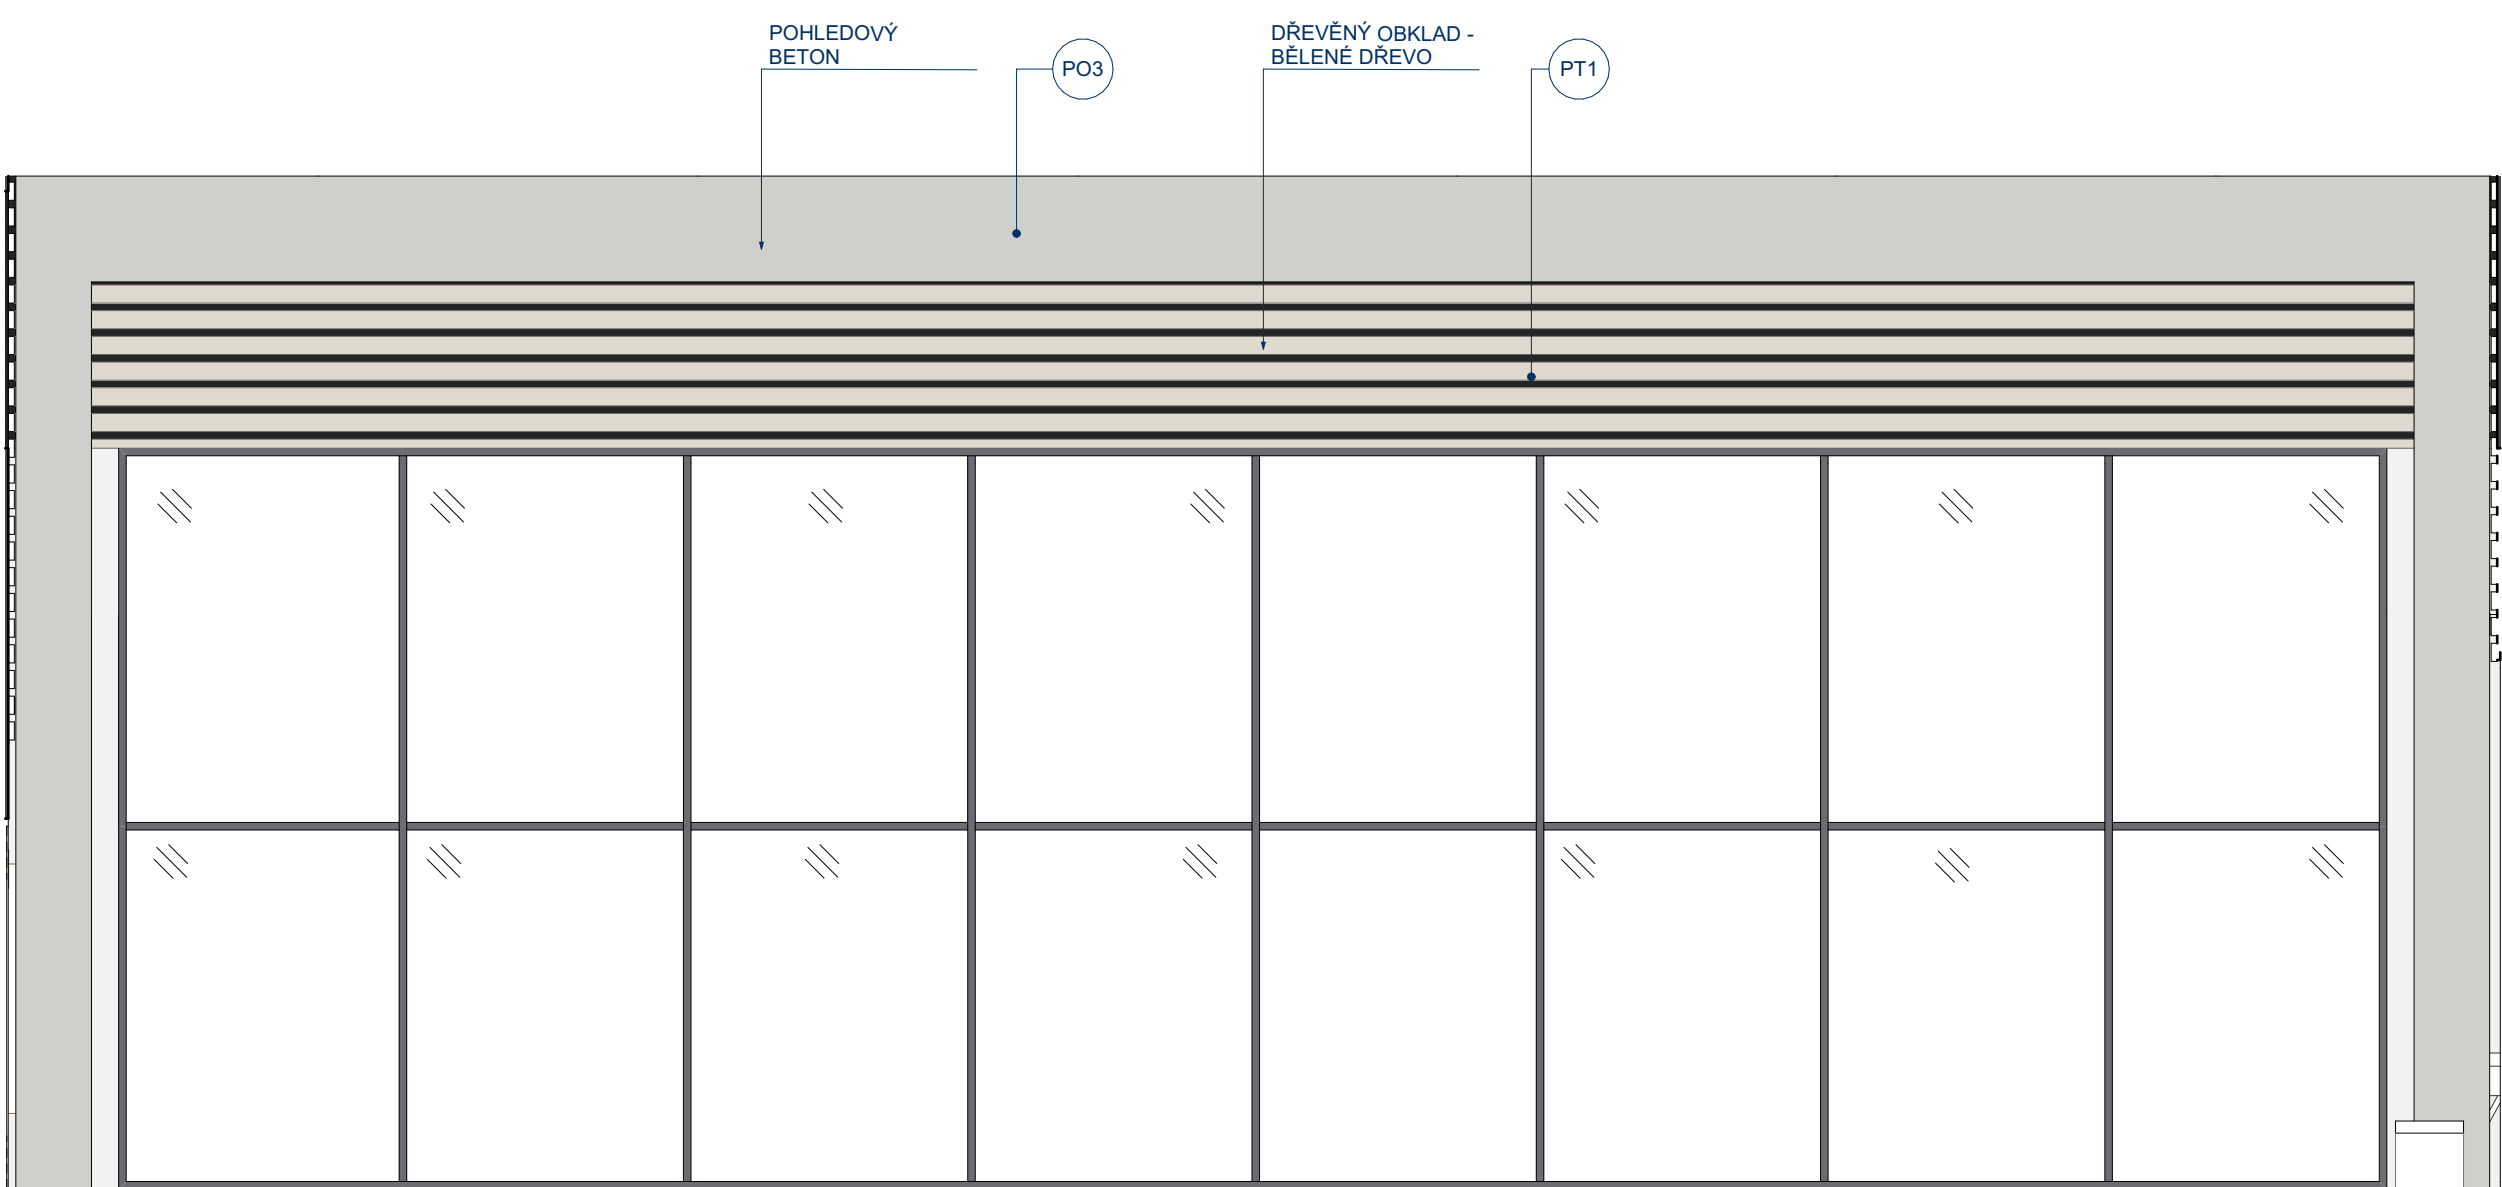 POHLEDOVÝ
BETON
PO3
DŘEVĚNÝ OBKLAD -
BĚLENÉ DŘEVO
PT1